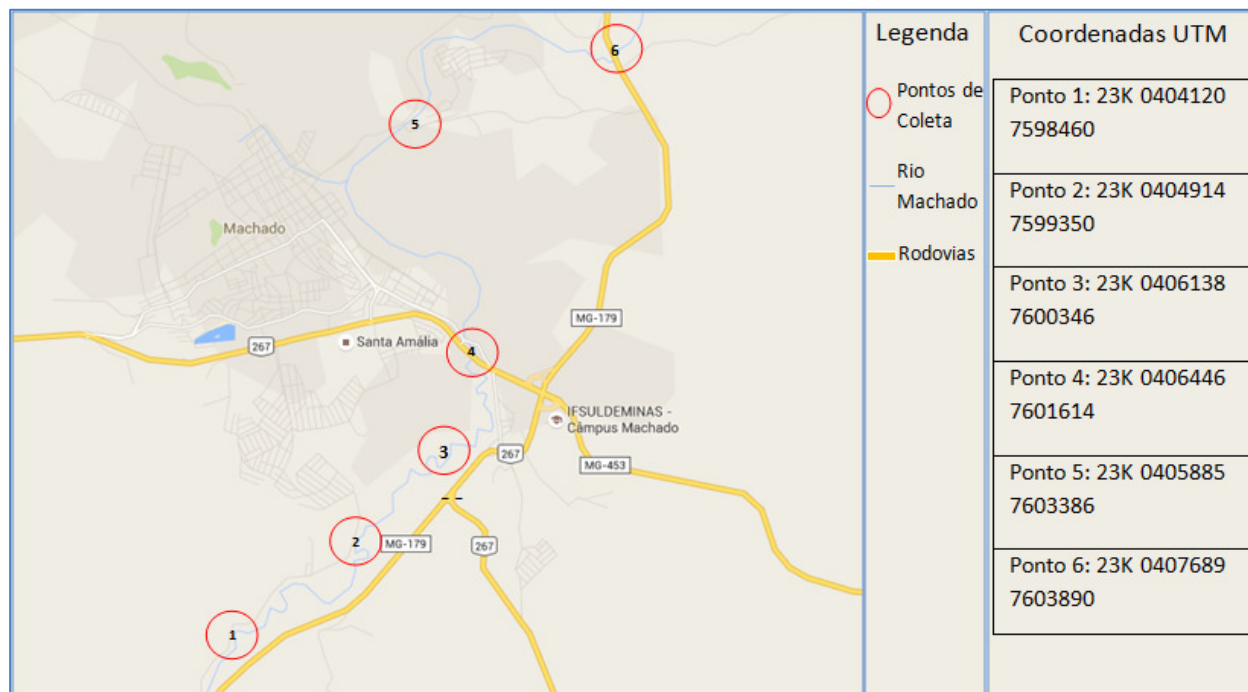 6
5
Machado
MG-179
267
Santa Amália
4
IFSULDEMINAS -
Câmpus Machado
3
267
MG-453
2
MG-179
267
1
Legenda
Pontos de
Coleta
Rio
Machado
Rodovias
Coordenadas UTM
Ponto 1: 23K 0404120
7598460
Ponto 2: 23K 0404914
7599350
Ponto 3: 23K 0406138
7600346
Ponto 4: 23K 0406446
7601614
Ponto 5: 23K 0405885
7603386
Ponto 6: 23K 0407689
7603890